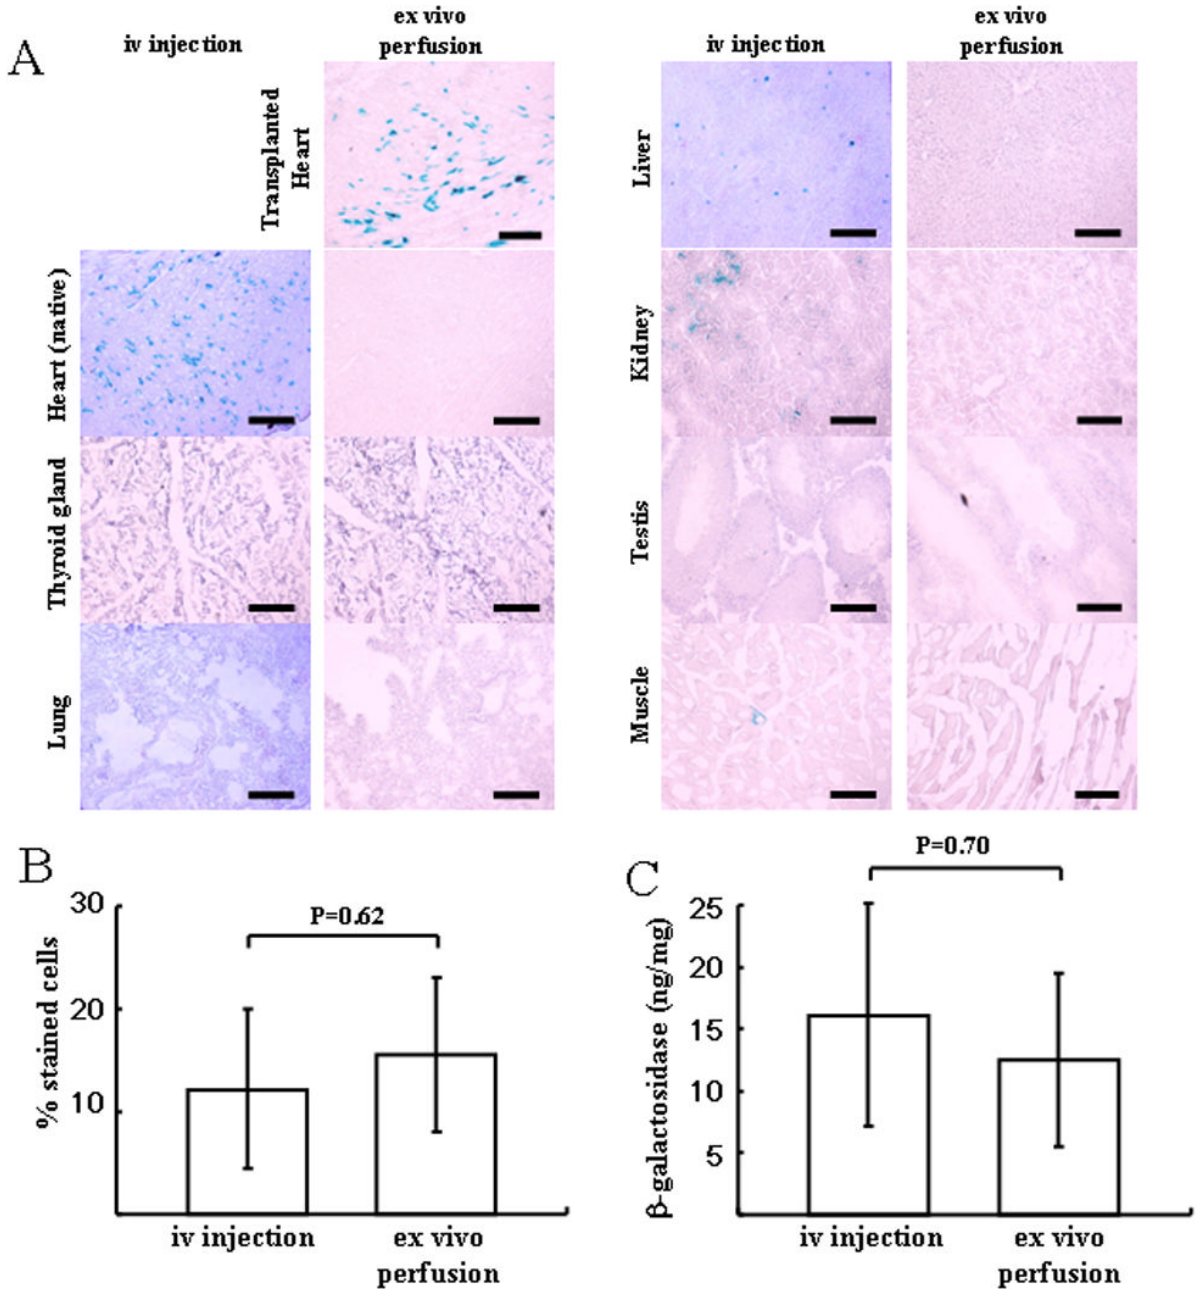 A
iv injection
ex vivo
perfusion
iv injection
ex vivo
perfusion
Transplanted
Heart
Liver
Heart (native)
Kidney
Thyroid gland
Testis
Lung
Muscle
B
P=0.62
30
20
10
% stained cells
iv injection
ex vivo
perfusion
C
P=0.70
25
20
15
10
5
β-galactosidase (ng/mg)
iv injection
ex vivo
perfusion